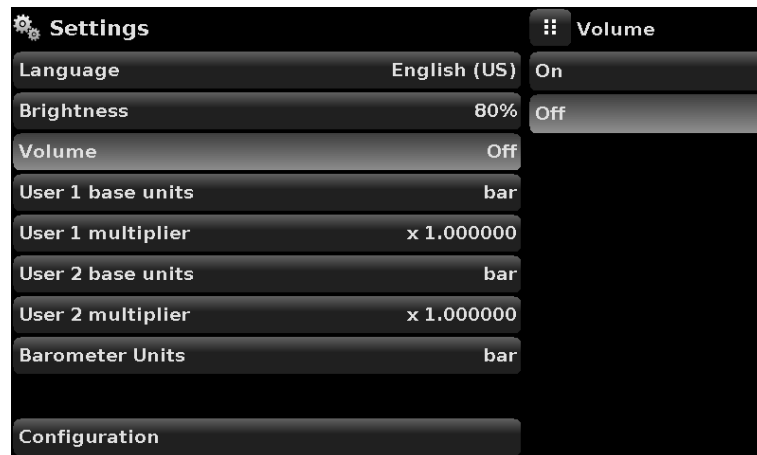 Settings
Language English (US)
Brightness 80%
Volume Off
User 1 base units bar
User 1 multiplier x 1.000000
User 2 base units bar
User 2 multiplier x 1.000000
Barometer Units bar
Configuration
Volume
On
Off